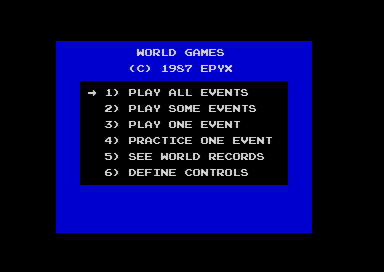 WORLD GAMES
(C) 1987 EPYX
→ 1) PLAY ALL EVENTS
2) PLAY SOME EVENTS
3) PLAY ONE EVENT
4) PRACTICE ONE EVENT
5) SEE WORLD RECORDS
6) DEFINE CONTROLS